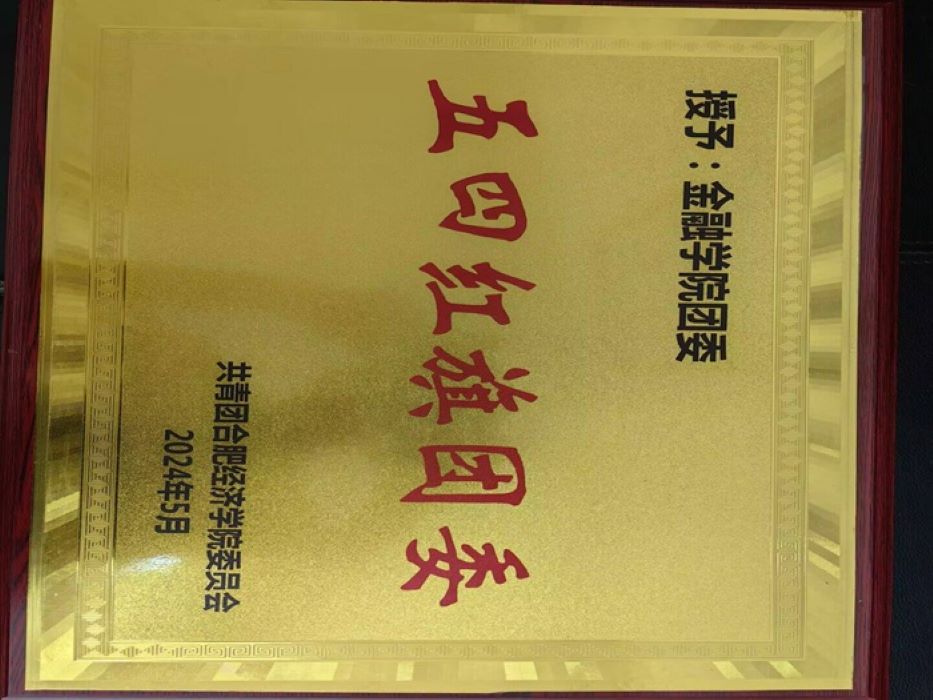 授予：金融学院团委
五四红旗团委
共青团合肥经济学院委员会
2024年5月